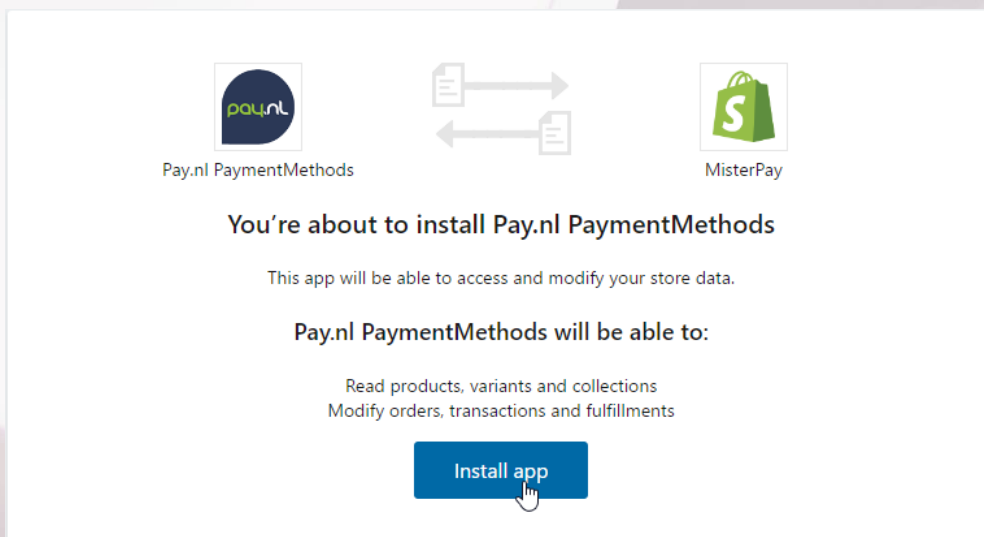 pay.nl
S
Pay.nl PaymentMethods
MisterPay
You’re about to install Pay.nl PaymentMethods
This app will be able to access and modify your store data.
Pay.nl PaymentMethods will be able to:
Read products, variants and collections
Modify orders, transactions and fulfillments
Install app